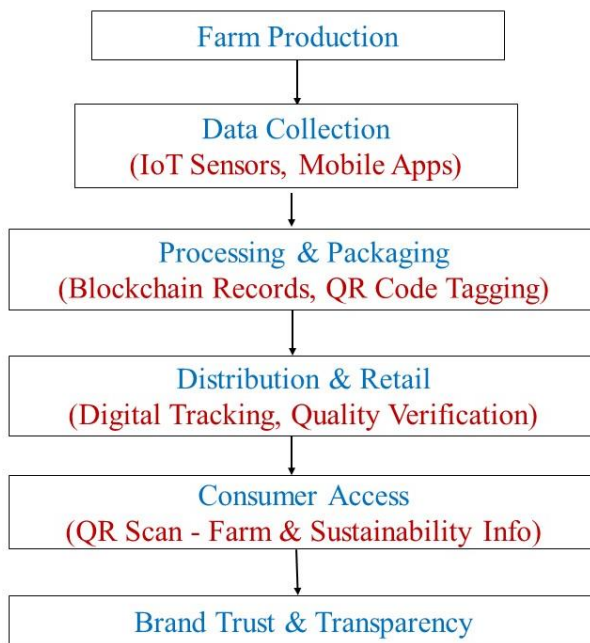 Farm Production
Data Collection
(IoT Sensors, Mobile Apps)
Processing & Packaging
(Blockchain Records, QR Code Tagging)
Distribution & Retail
(Digital Tracking, Quality Verification)
Consumer Access
(QR Scan - Farm & Sustainability Info)
Brand Trust & Transparency